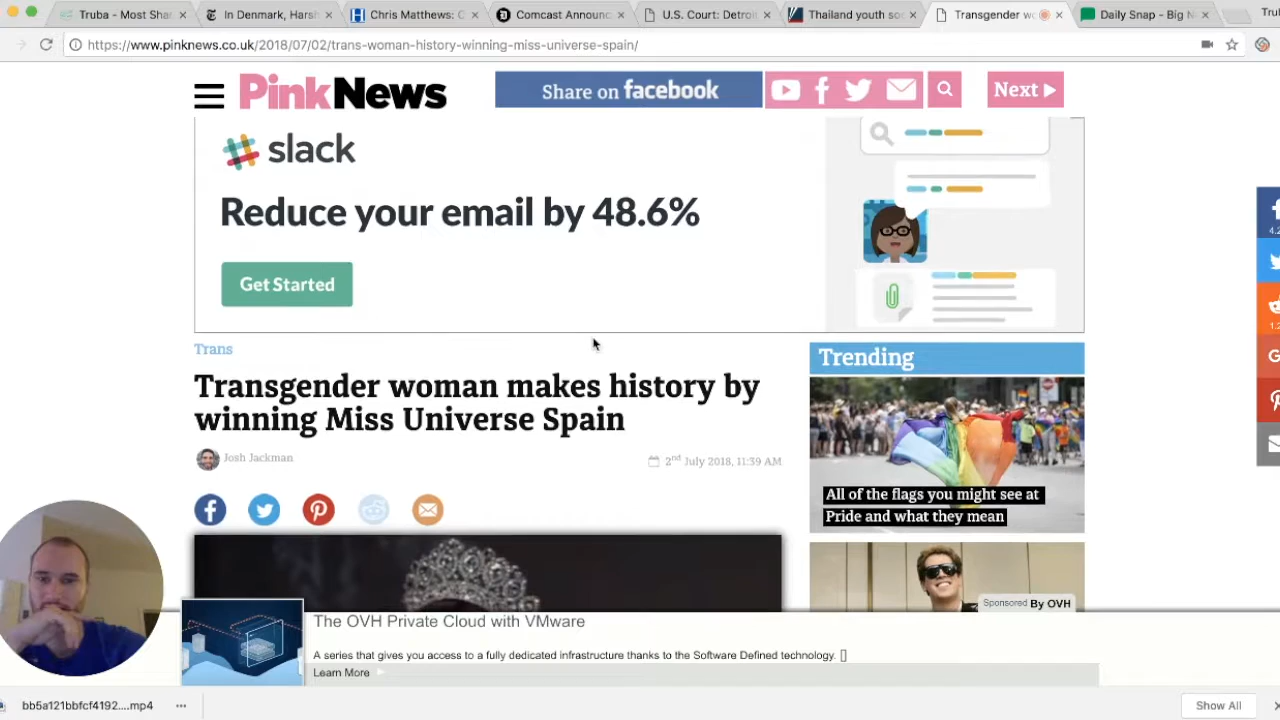 Truba - Most Shar
In Denmark, Harsh
Chris Matthews: C
Comcast Announc
U.S. Court: Detroi
Thailand youth soc
Transgender wo
Daily Snap - Big N
Tru
https://www.pinknews.co.uk/2018/07/02/trans-woman-history-winning-miss-universe-spain/
PinkNews
Share on facebook
Next
slack
Reduce your email by 48.6%
Get Started
Trans
Transgender woman makes history by
winning Miss Universe Spain
Josh Jackman
2nd July 2018, 11:39 AM
Trending
All of the flags you might see at
Pride and what they mean
Sponsored By OVH
The OVH Private Cloud with VMware
A series that gives you access to a fully dedicated infrastructure thanks to the Software Defined technology. []
Learn More
bb5a121bbfcf4192....mp4
Show All